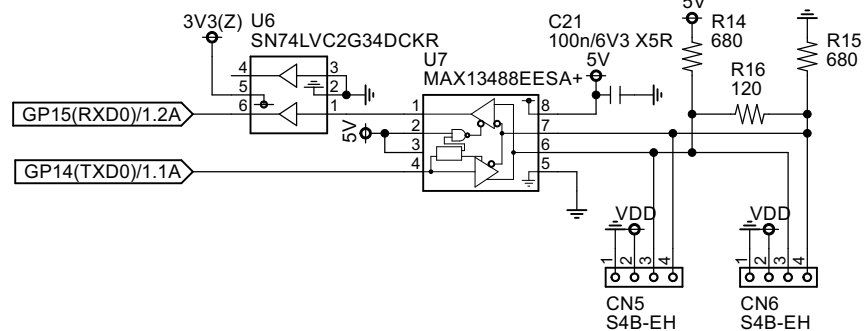 5V
3V3(Z)
U6
SN74LVC2G34DCKR
C21
100n/6V3 X5R
5V
R14
680
R15
680
R16
120
U7
MAX13488EESA+
4
5
6
3
2
1
GP15(RXD0)/1.2A
GP14(TXD0)/1.1A
5V
1
2
3
4
8
7
6
5
VDD
VDD
1
2
3
4
1
2
3
4
CN5
S4B-EH
CN6
S4B-EH